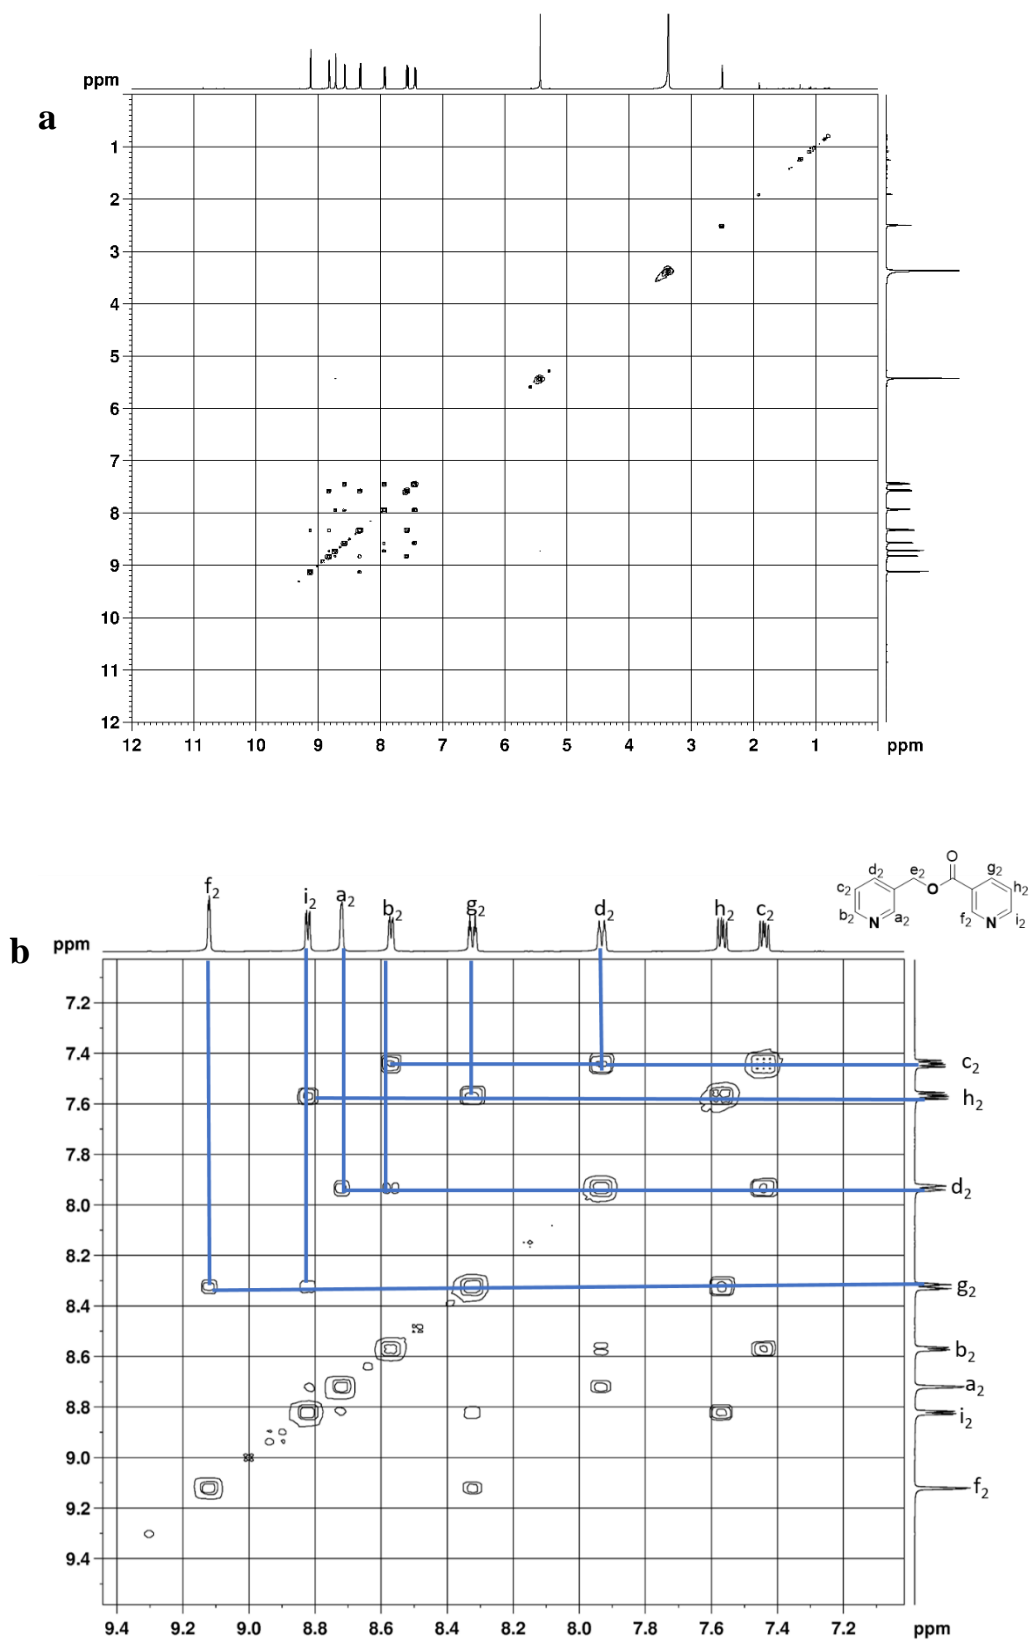 a
ppm
1
2
3
4
5
6
7
8
9
10
11
12
12 11 10 9 8 7 6 5 4 3 2 1 ppm
b
ppm
f2 i2 a2 b2 g2 d2 h2 c2
d2 e2 O g2
c2 O h2
b2 N a2 f2 N i2
7.2
7.4 c2
7.6 h2
7.8
8.0 d2
8.2
8.4 g2
8.6 b2
a2
8.8 i2
9.0
9.2 f2
9.4
9.4 9.2 9.0 8.8 8.6 8.4 8.2 8.0 7.8 7.6 7.4 7.2 ppm